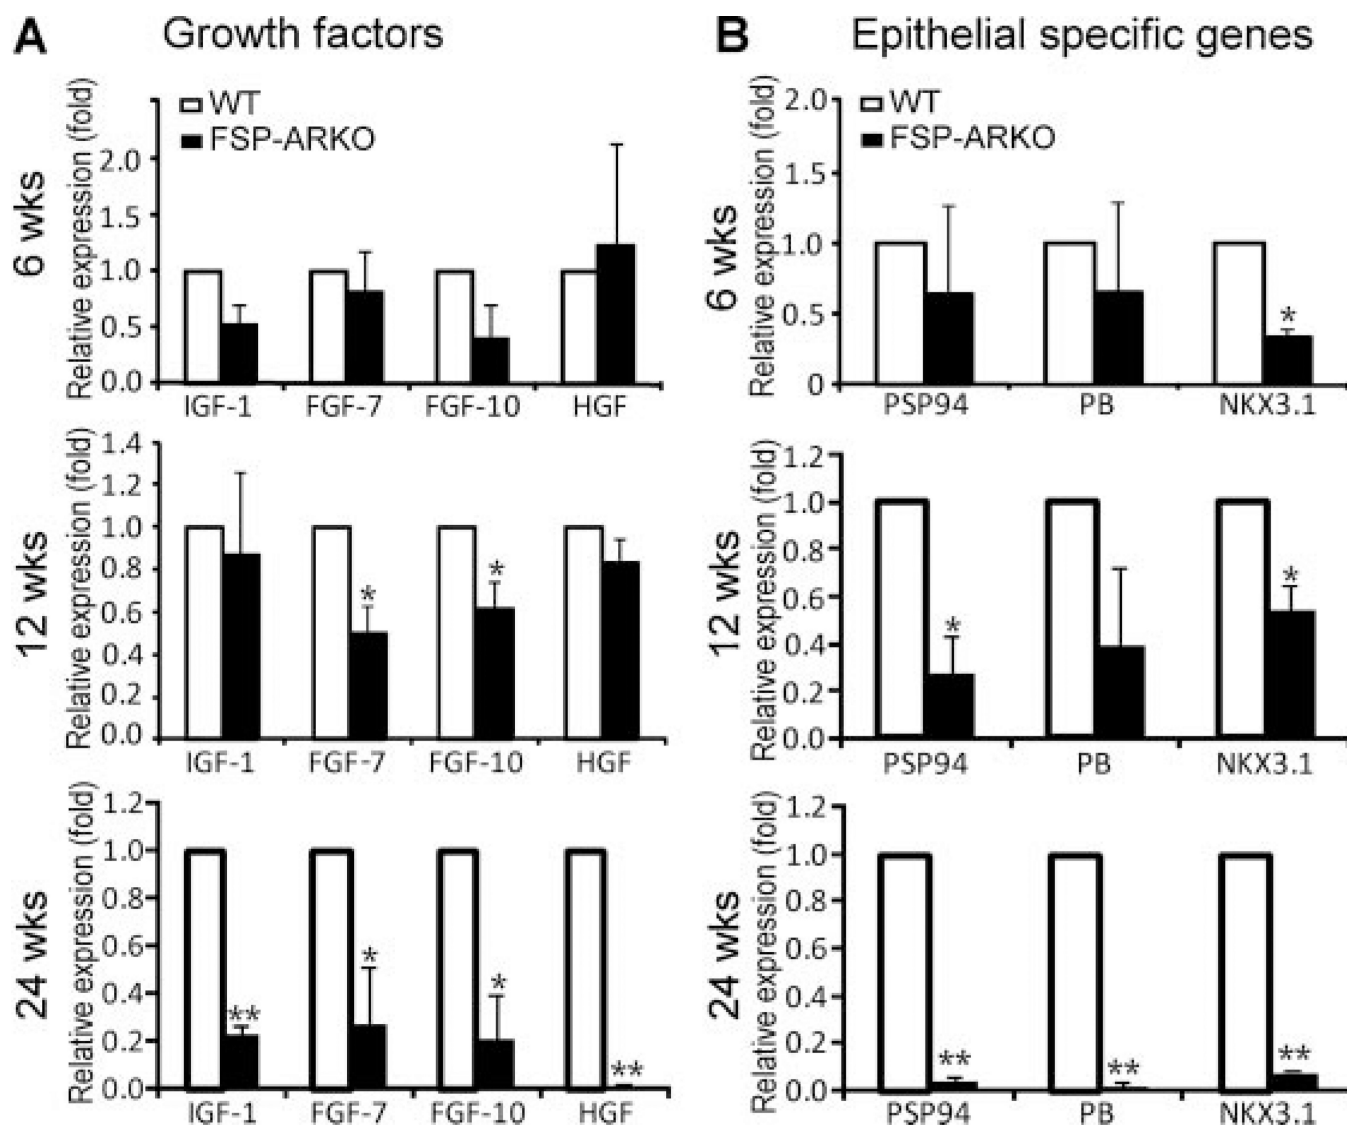 A Growth factors
WT
FSP-ARKO
6 wks
Relative expression (fold)
2.0
1.5
1.0
0.5
0.0
IGF-1 FGF-7 FGF-10 HGF
12 wks
Relative expression (fold)
1.4
1.2
1.0
0.8
* *
0.6
0.4
0.2
0.0
IGF-1 FGF-7 FGF-10 HGF
24 wks
Relative expression (fold)
1.2
1.0
0.8
0.6
0.4
0.2
0.0
** * * **
IGF-1 FGF-7 FGF-10 HGF
B Epithelial specific genes
WT
FSP-ARKO
6 wks
Relative expression (fold)
2.0
1.5
1.0
0.5
0
*
PSP94 PB NKX3.1
12 wks
Relative expression (fold)
1.2
1.0
0.8
0.6
0.4
0.2
0.0
* *
PSP94 PB NKX3.1
24 wks
Relative expression (fold)
1.2
1.0
0.8
0.6
0.4
0.2
0.0
** ** **
PSP94 PB NKX3.1